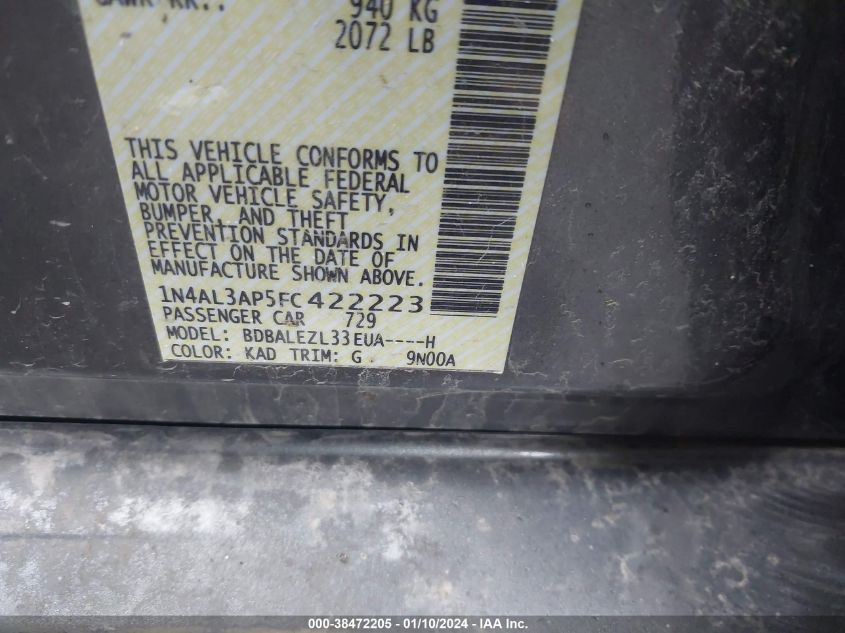 GAWR RR.: 940 KG
2072 LB
THIS VEHICLE CONFORMS TO
ALL APPLICABLE FEDERAL
MOTOR VEHICLE SAFETY,
BUMPER, AND THEFT
PREVENTION STANDARDS IN
EFFECT ON THE DATE OF
MANUFACTURE SHOWN ABOVE.
1N4AL3AP5FC422223
PASSENGER CAR 729
MODEL: BDBALEZL33EUA----H
COLOR: KAD TRIM: G 9N00A
000-38472205 - 01/10/2024 - IAA Inc.